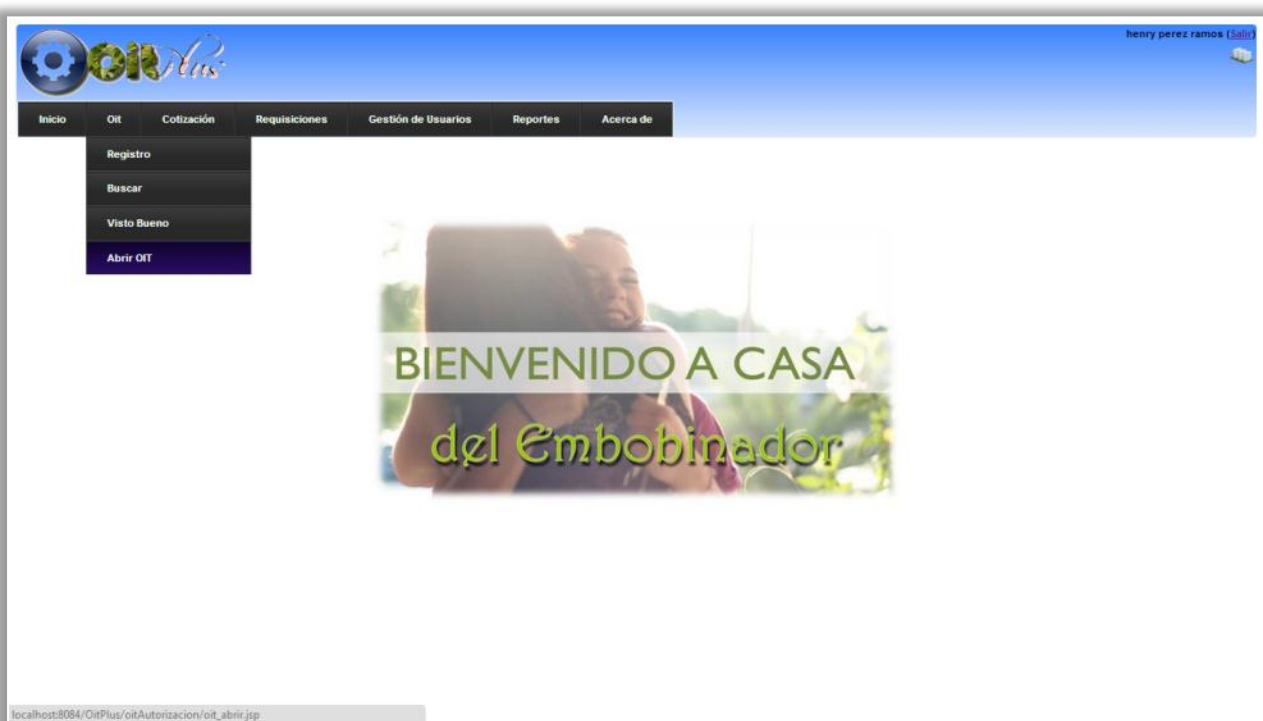 OitPlus
henry perez ramos (Salir)
Inicio Oit Cotización Requisiciones Gestión de Usuarios Reportes Acerca de
Registro
Buscar
Visto Bueno
Abrir OIT
BIENVENIDO A CASA
del Embobinador
localhost:8084/OitPlus/oitAutorizacion/oit_abrir.jsp